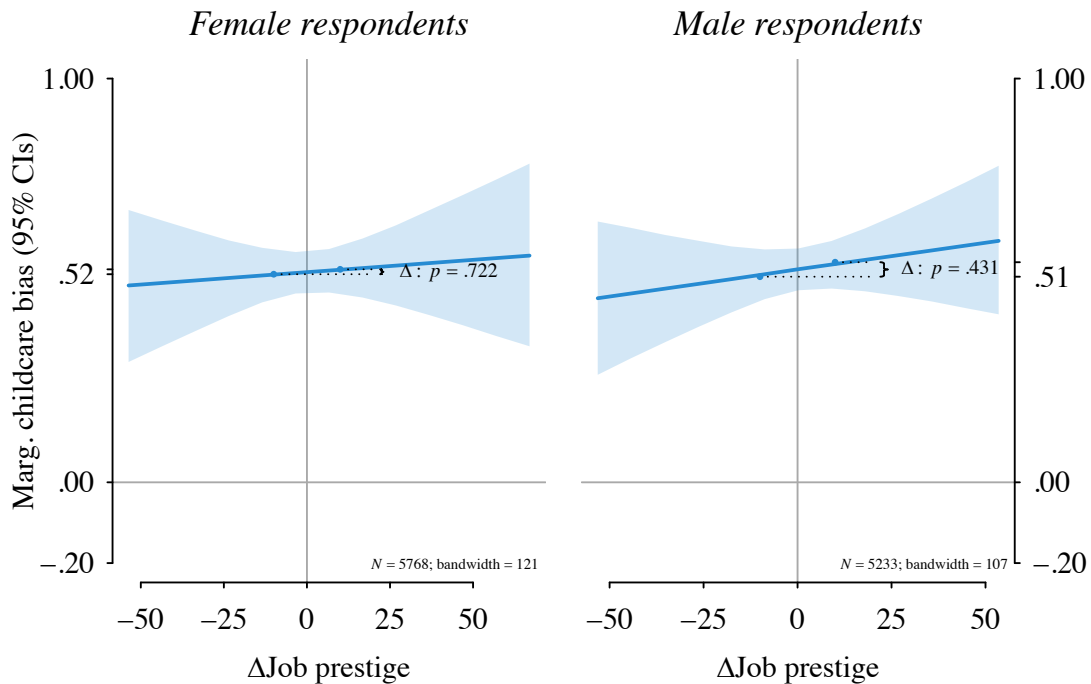 Female respondents
Male respondents
Marg. childcare bias (95% CIs)
1.00
.52
.00
−.20
Δ: p = .722
N = 5768; bandwidth = 121
−50 −25 0 25 50
ΔJob prestige
1.00
.51
.00
−.20
Δ: p = .431
N = 5233; bandwidth = 107
−50 −25 0 25 50
ΔJob prestige